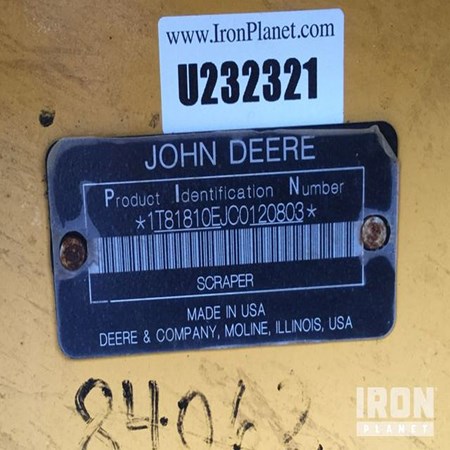 www.IronPlanet.com
U232321
JOHN DEERE
Product Identification Number
*1T81810EJC0120803*
SCRAPER
MADE IN USA
DEERE & COMPANY, MOLINE, ILLINOIS, USA
84062
IRON
PLANET